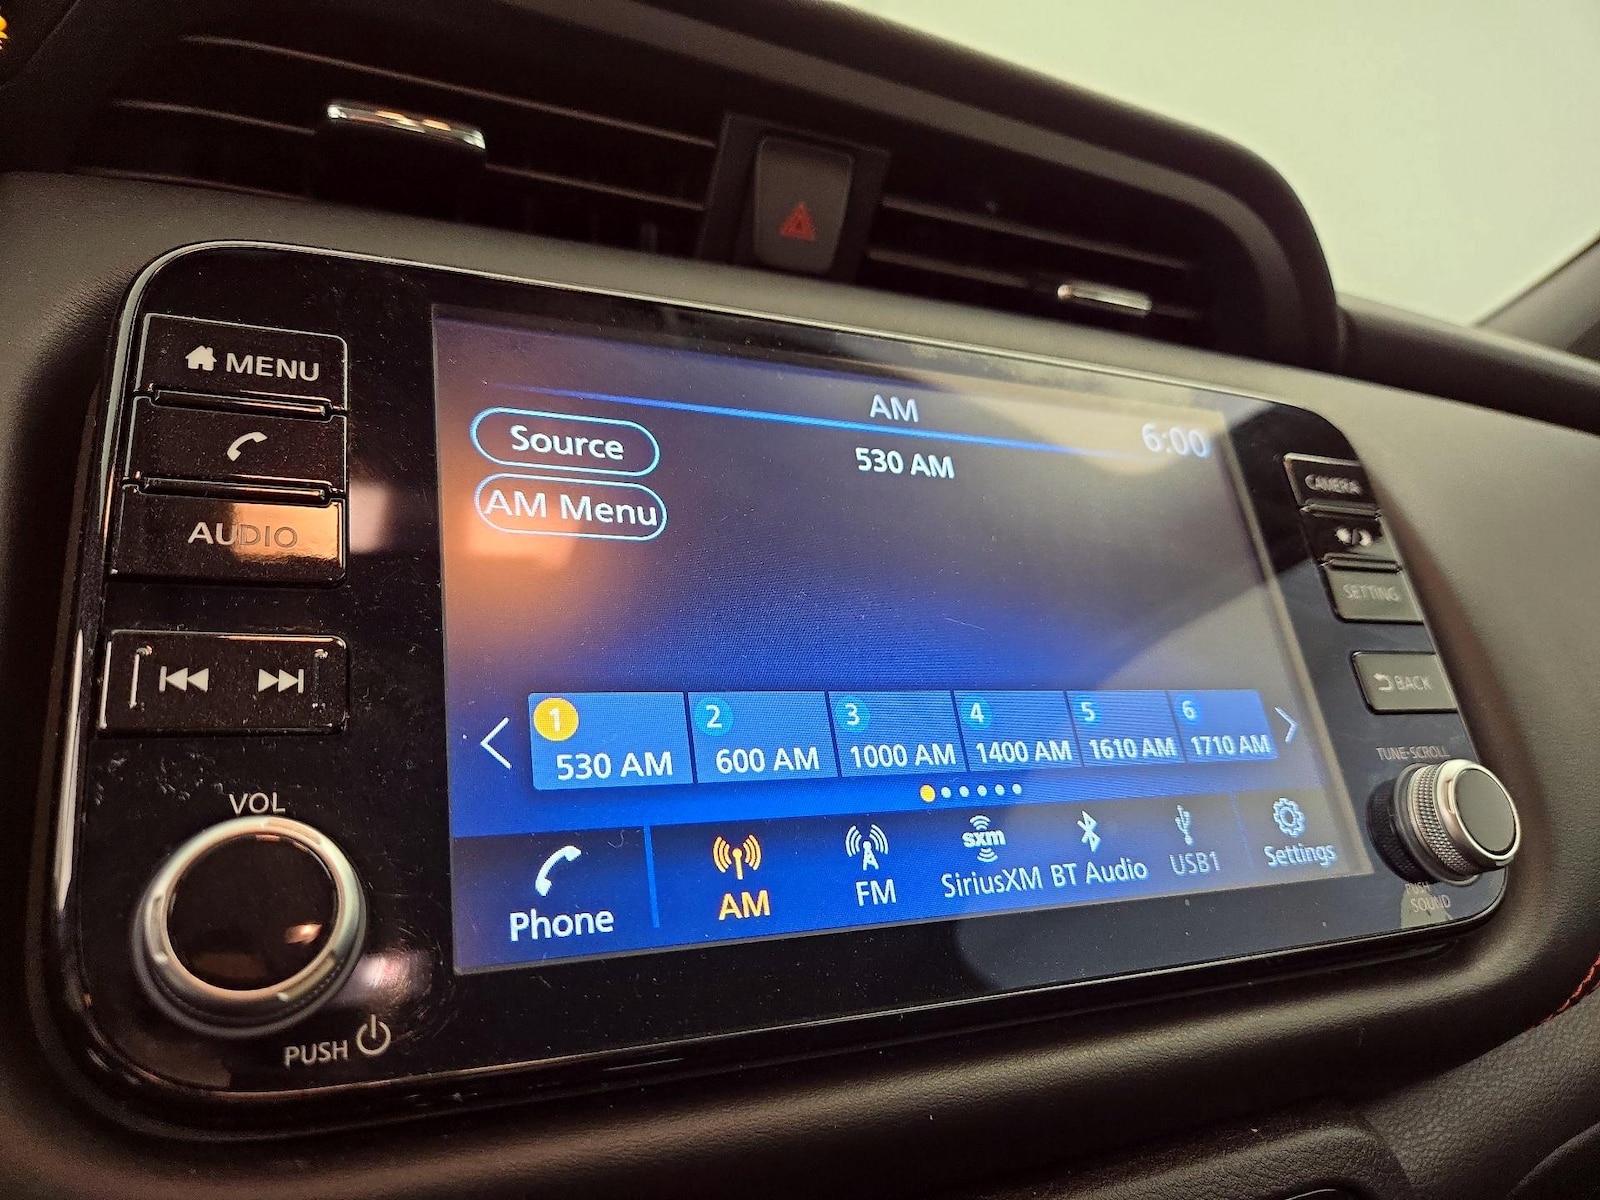 MENU
AUDIO
VOL
PUSH
AM
6:00
530 AM
Source
AM Menu
1
530 AM
2
600 AM
3
1000 AM
4
1400 AM
5
1610 AM
6
1710 AM
Phone
AM
FM
sxm
SiriusXM
BT Audio
USB1
Settings
CAMERA
SETTING
BACK
TUNE-SCROLL
PUSH
SOUND